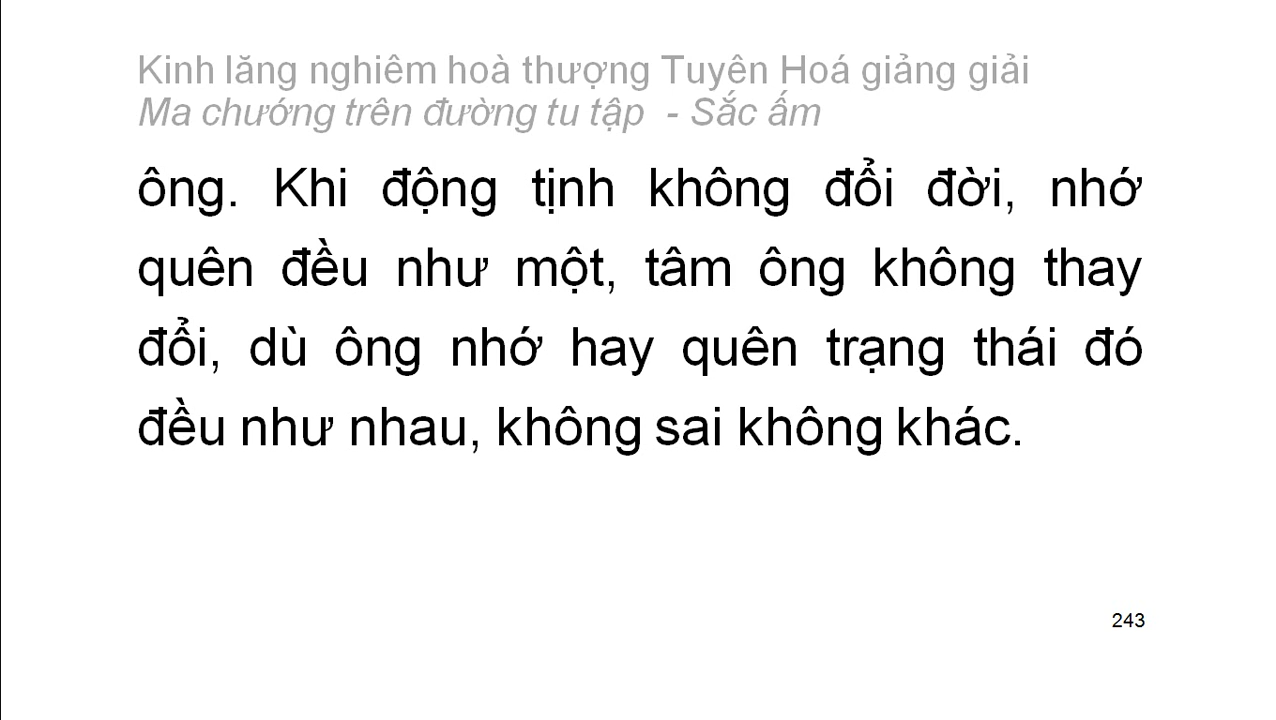 Kinh lăng nghiêm hoà thượng Tuyên Hoá giảng giải
Ma chướng trên đường tu tập - Sắc ấm
ông. Khi động tịnh không đổi đời, nhớ
quên đều như một, tâm ông không thay
đổi, dù ông nhớ hay quên trạng thái đó
đều như nhau, không sai không khác.
243